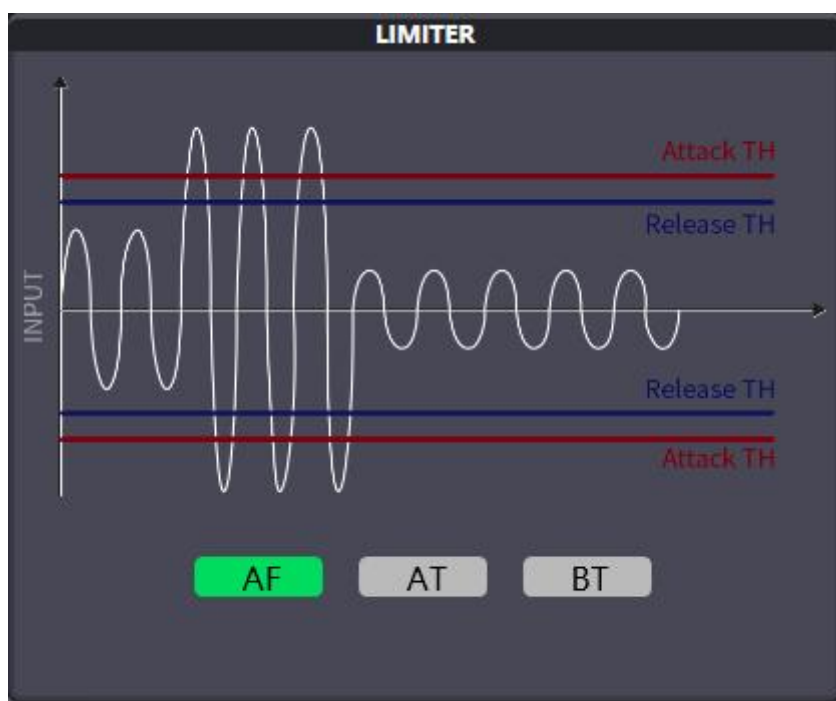 LIMITER
Attack TH
Release TH
INPUT
Release TH
Attack TH
AF
AT
BT